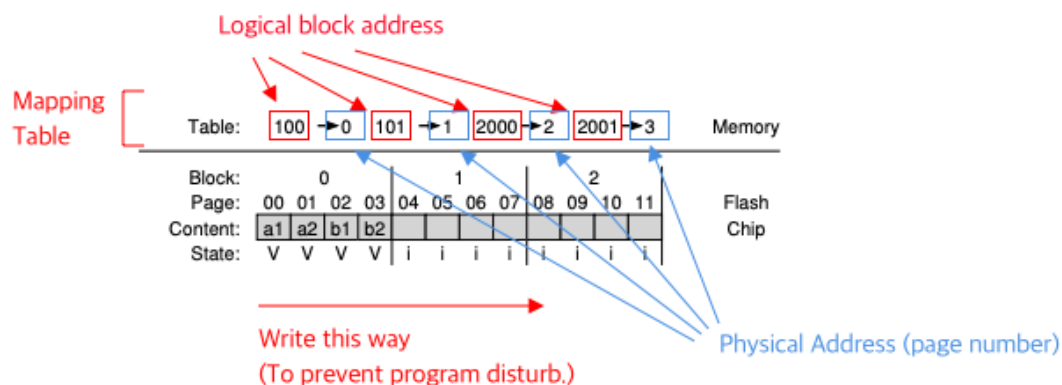 Logical block address
Mapping
Table
Table: 100 → 0 101 → 1 2000 → 2 2001 → 3 Memory
Block: 0 1 2
Page: 00 01 02 03 04 05 06 07 08 09 10 11 Flash
Content: a1 a2 b1 b2 Chip
State: V V V V i i i i i i i i
Write this way
(To prevent program disturb.)
Physical Address (page number)